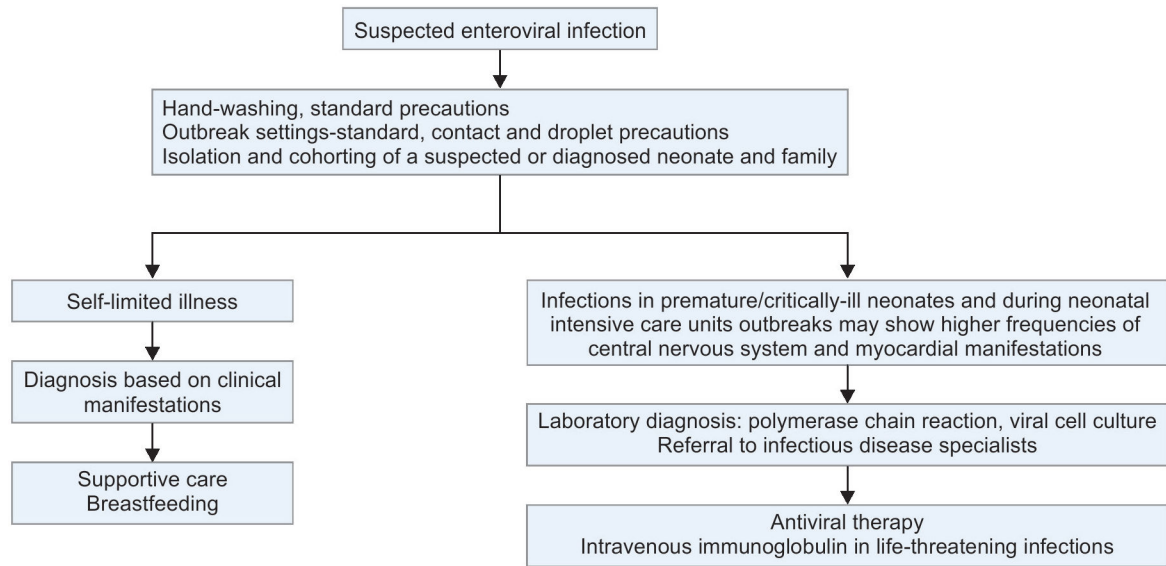 Suspected enteroviral infection
Hand-washing, standard precautions
Outbreak settings-standard, contact and droplet precautions
Isolation and cohorting of a suspected or diagnosed neonate and family
Self-limited illness
Diagnosis based on clinical
manifestations
Supportive care
Breastfeeding
Infections in premature/critically-ill neonates and during neonatal
intensive care units outbreaks may show higher frequencies of
central nervous system and myocardial manifestations
Laboratory diagnosis: polymerase chain reaction, viral cell culture
Referral to infectious disease specialists
Antiviral therapy
Intravenous immunoglobulin in life-threatening infections